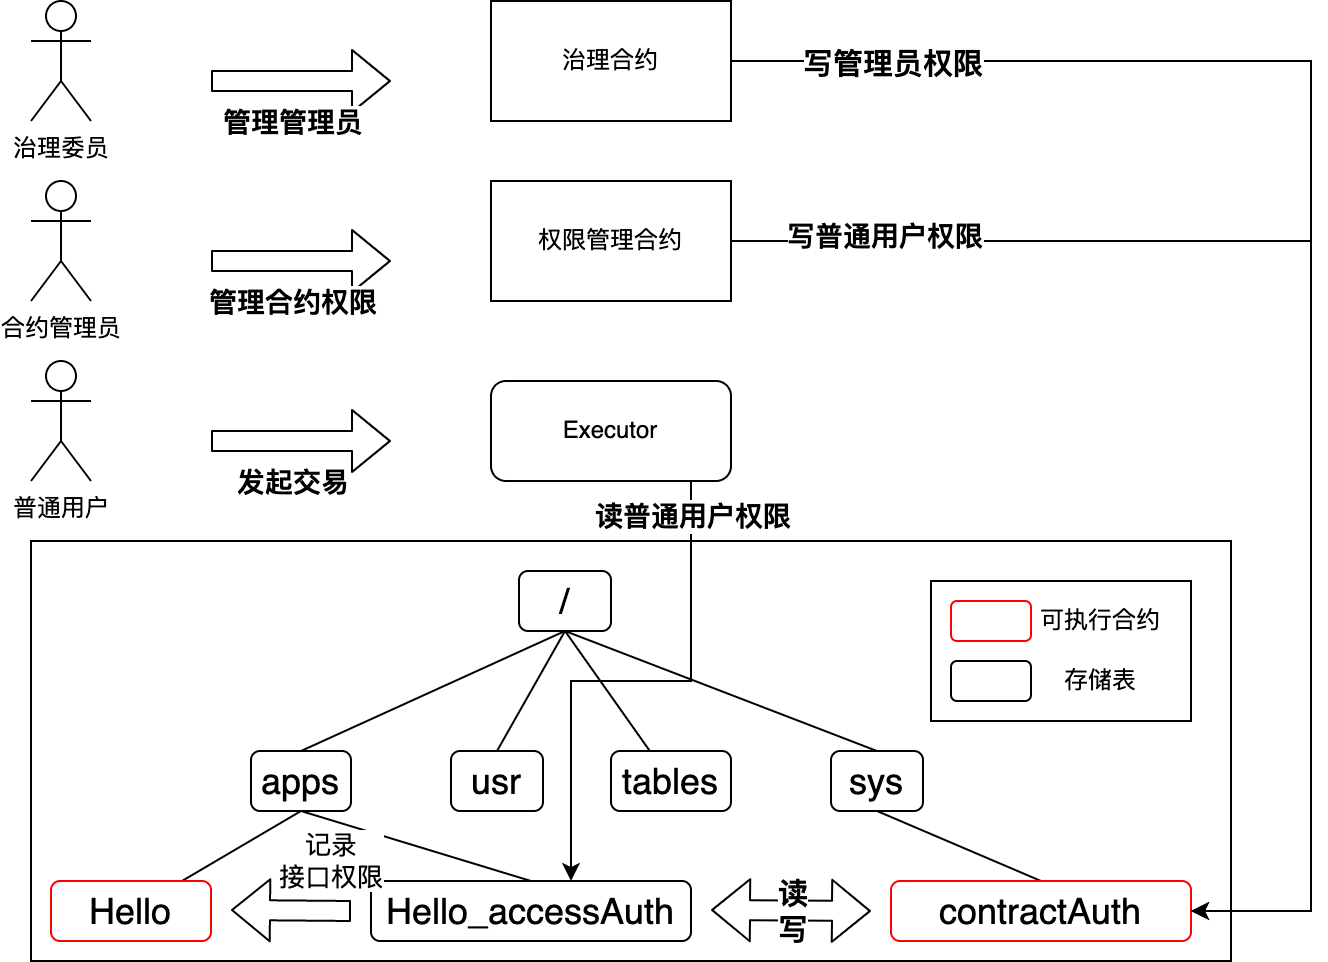 治理合约
写管理员权限
管理管理员
治理委员
权限管理合约
写普通用户权限
管理合约权限
合约管理员
Executor
发起交易
普通用户
读普通用户权限
/
可执行合约
存储表
apps
usr
tables
sys
记录
接口权限
Hello
Hello_accessAuth
读
写
contractAuth